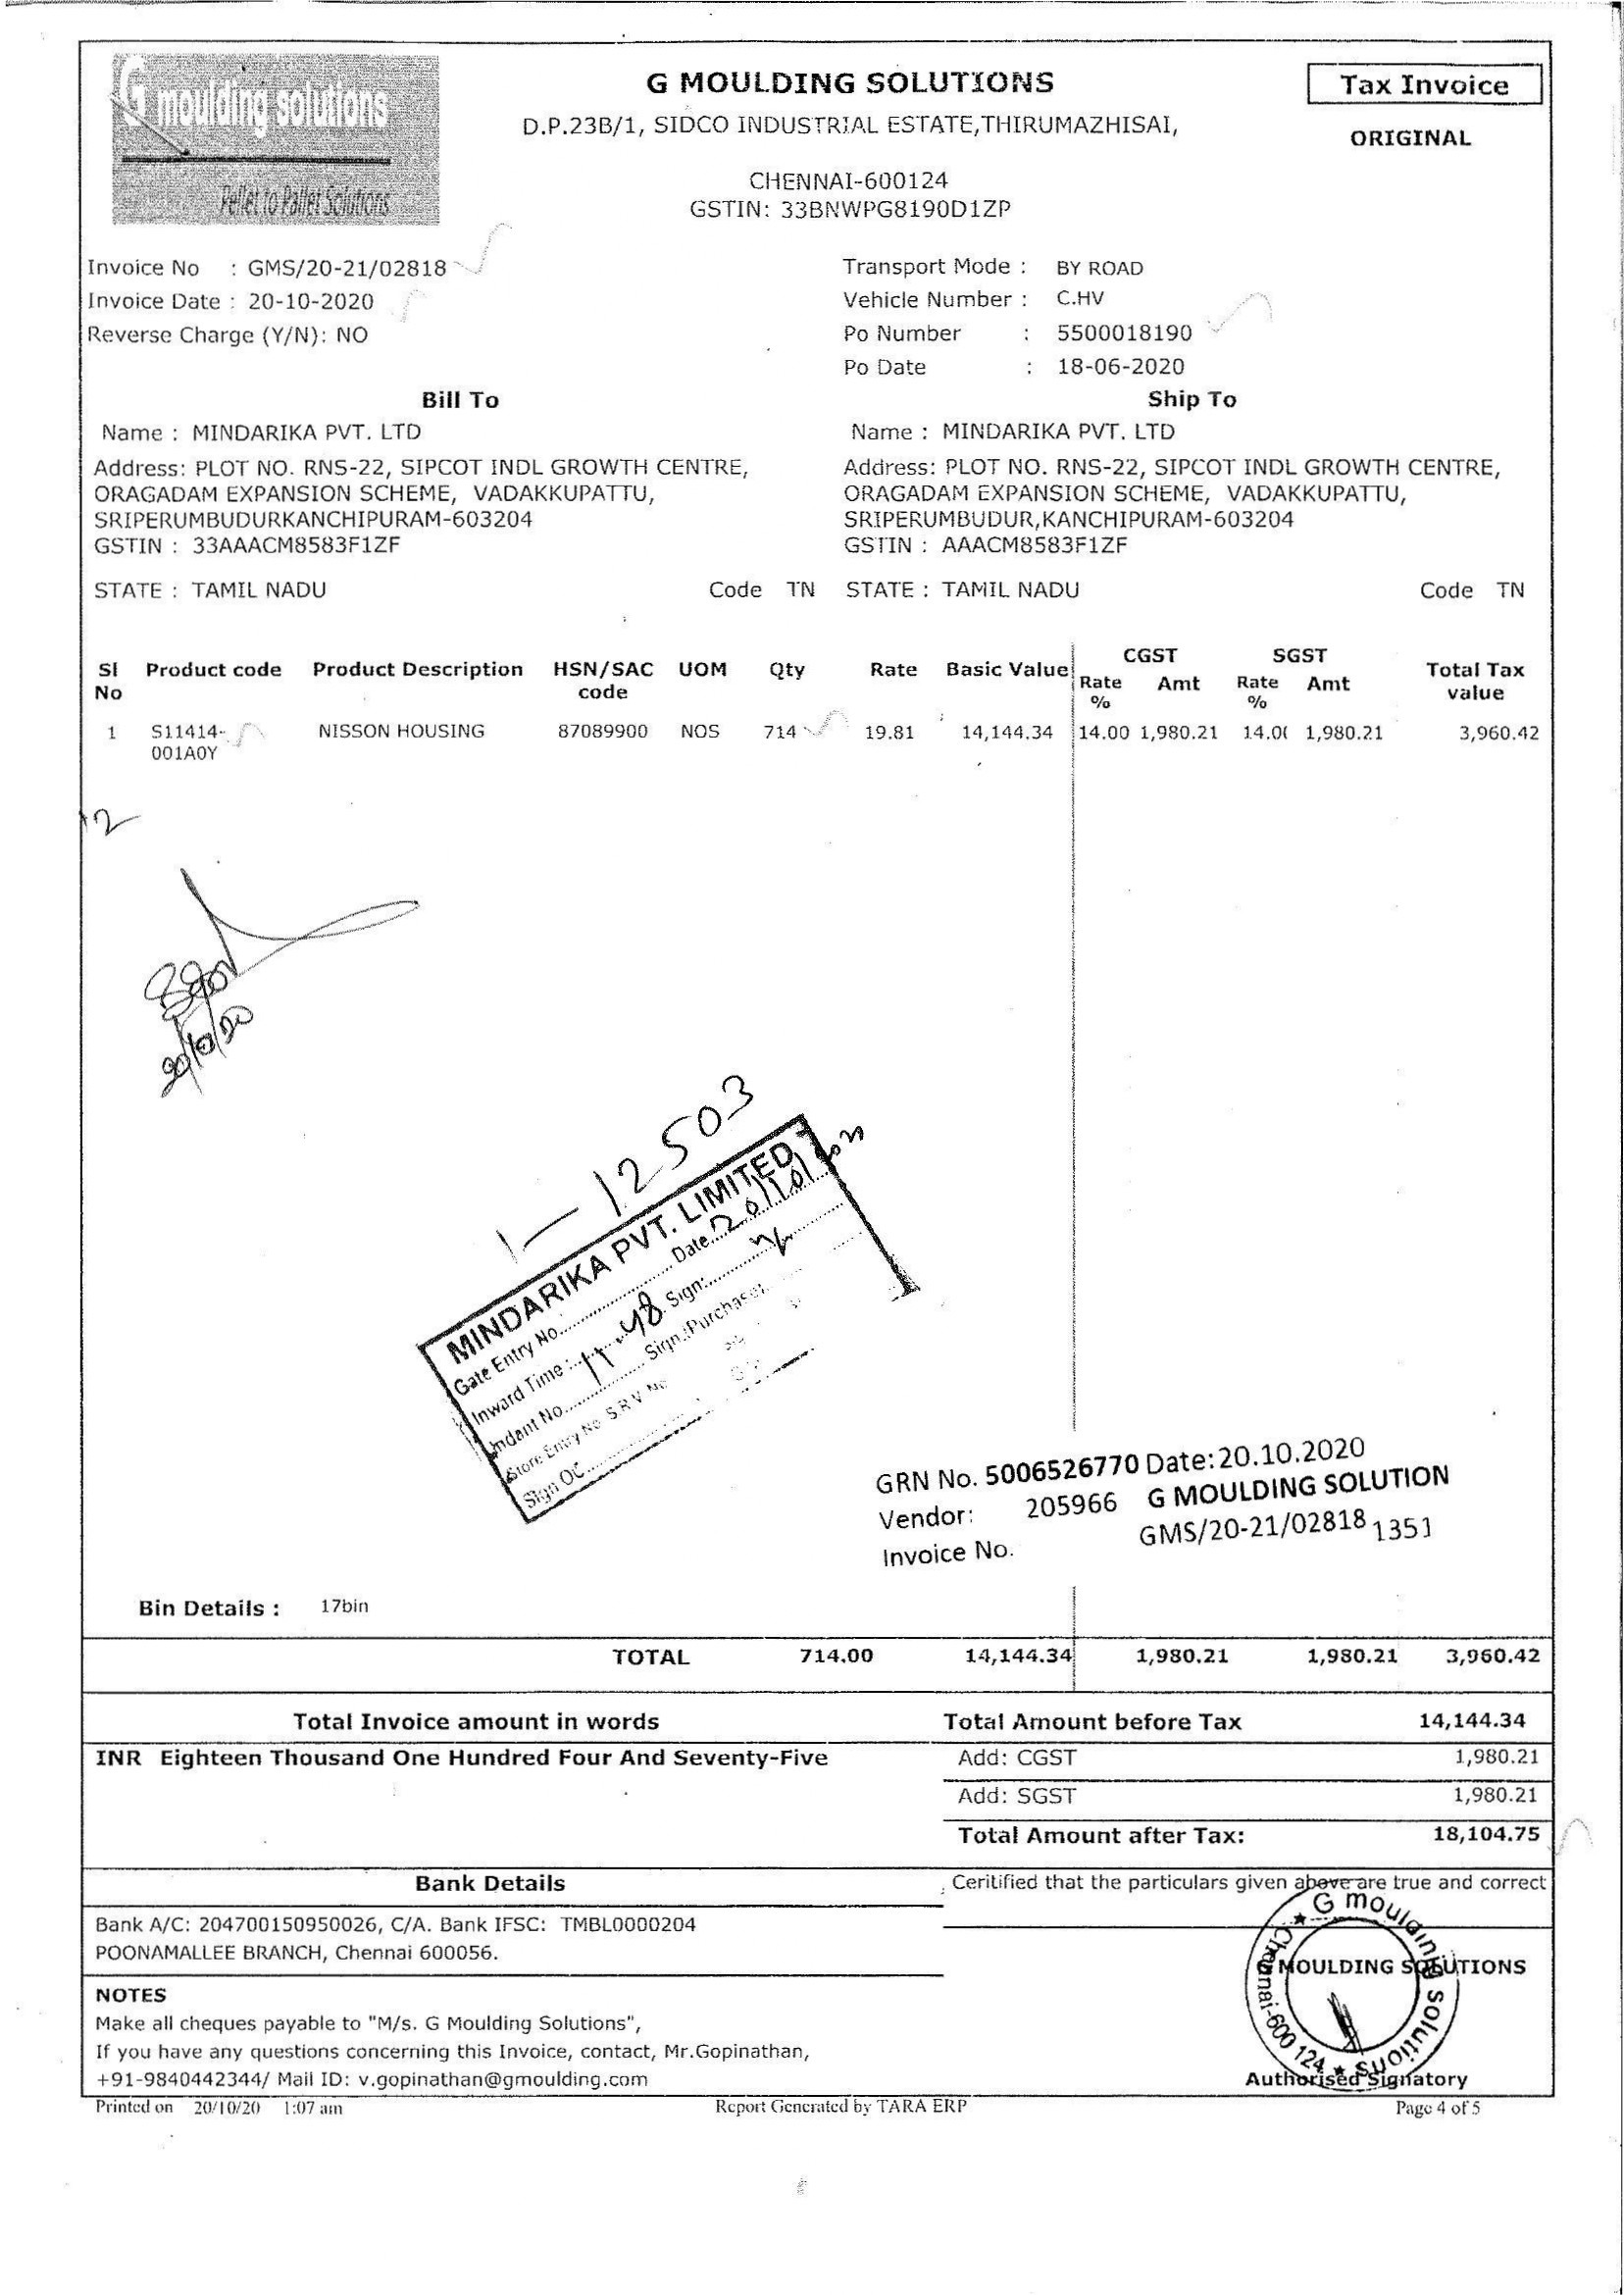 G moulding solutions
Pellet to Pallet Solutions
G MOULDING SOLUTIONS
D.P.23B/1, SIDCO INDUSTRIAL ESTATE,THIRUMAZHISAI,
CHENNAI-600124
GSTIN: 33BNWPG8190D1ZP
Tax Invoice
ORIGINAL
Invoice No : GMS/20-21/02818
Invoice Date : 20-10-2020
Reverse Charge (Y/N): NO
Transport Mode : BY ROAD
Vehicle Number : C.HV
Po Number : 5500018190
Po Date : 18-06-2020
Bill To
Name : MINDARIKA PVT. LTD
Address: PLOT NO. RNS-22, SIPCOT INDL GROWTH CENTRE,
ORAGADAM EXPANSION SCHEME, VADAKKUPATTU,
SRIPERUMBUDURKANCHIPURAM-603204
GSTIN : 33AAACM8583F1ZF
STATE : TAMIL NADU Code TN
Ship To
Name : MINDARIKA PVT. LTD
Address: PLOT NO. RNS-22, SIPCOT INDL GROWTH CENTRE,
ORAGADAM EXPANSION SCHEME, VADAKKUPATTU,
SRIPERUMBUDUR,KANCHIPURAM-603204
GSTIN : AAACM8583F1ZF
STATE : TAMIL NADU Code TN
CGST SGST
Sl Product code Product Description HSN/SAC UOM Qty Rate Basic Value Rate Amt Rate Amt Total Tax
No code % % value
1 S11414- NISSON HOUSING 87089900 NOS 714 19.81 14,144.34 14.00 1,980.21 14.0( 1,980.21 3,960.42
001A0Y
12
20/10/20
1-12503
MINDARIKA PVT. LIMITED
Gate Entry No. Date 20/10/
Inward Time : 11 48 Sign:
Indant No. Sign.:Purchase:
Store Entry No S.R.V No
Sign OC
GRN No. 5006526770 Date:20.10.2020
Vendor: 205966 G MOULDING SOLUTION
Invoice No. GMS/20-21/02818 1351
Bin Details : 17bin
TOTAL 714.00 14,144.34 1,980.21 1,980.21 3,960.42
Total Invoice amount in words
INR Eighteen Thousand One Hundred Four And Seventy-Five
Total Amount before Tax 14,144.34
Add: CGST 1,980.21
Add: SGST 1,980.21
Total Amount after Tax: 18,104.75
Bank Details
Bank A/C: 204700150950026, C/A. Bank IFSC: TMBL0000204
POONAMALLEE BRANCH, Chennai 600056.
NOTES
Make all cheques payable to "M/s. G Moulding Solutions",
If you have any questions concerning this Invoice, contact, Mr.Gopinathan,
+91-9840442344/ Mail ID: v.gopinathan@gmoulding.com
Ceritified that the particulars given above are true and correct
G MOULDING SOLUTIONS
G moulding solutions ★ Chennai-600 124 ★
Authorised Signatory
Printed on 20/10/20 1:07 am
Report Generated by TARA ERP
Page 4 of 5